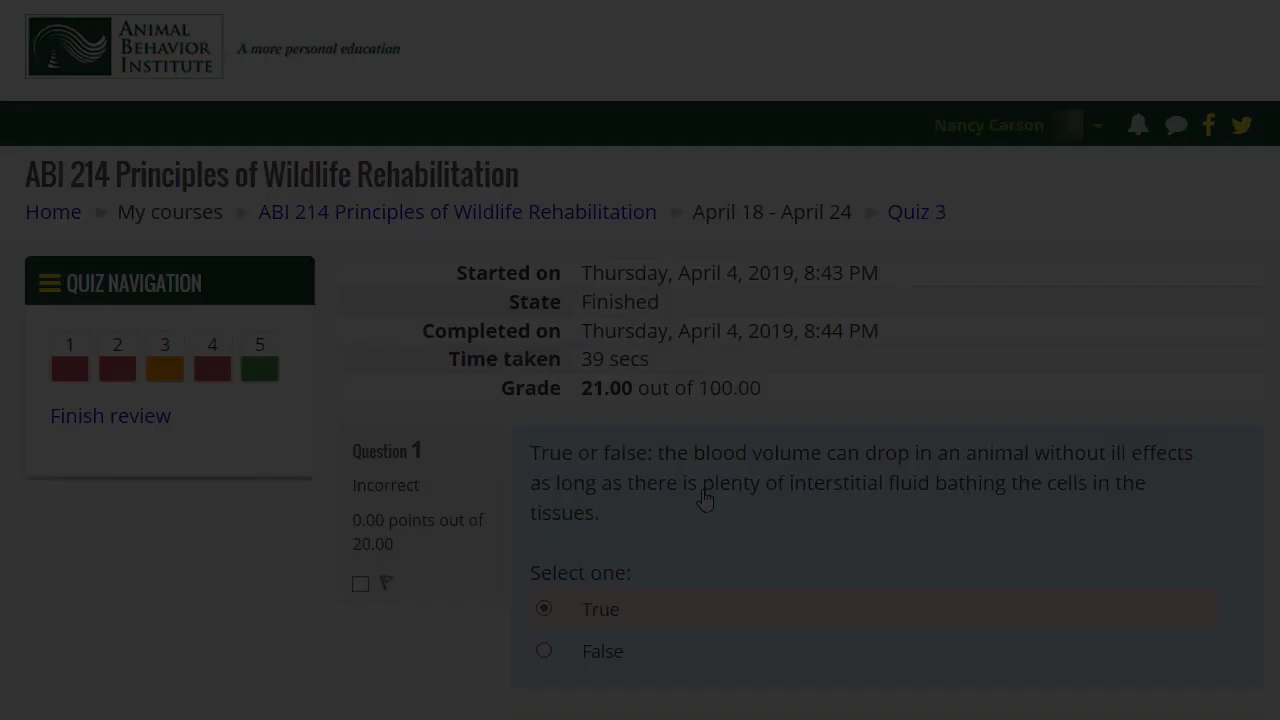 ANIMAL
BEHAVIOR
INSTITUTE
A more personal education
Nancy Carson
ABI 214 Principles of Wildlife Rehabilitation
Home My courses ABI 214 Principles of Wildlife Rehabilitation April 18 - April 24 Quiz 3
QUIZ NAVIGATION
1 2 3 4 5
Finish review
Started on Thursday, April 4, 2019, 8:43 PM
State Finished
Completed on Thursday, April 4, 2019, 8:44 PM
Time taken 39 secs
Grade 21.00 out of 100.00
Question 1
Incorrect
0.00 points out of
20.00
True or false: the blood volume can drop in an animal without ill effects
as long as there is plenty of interstitial fluid bathing the cells in the
tissues.
Select one:
True
False